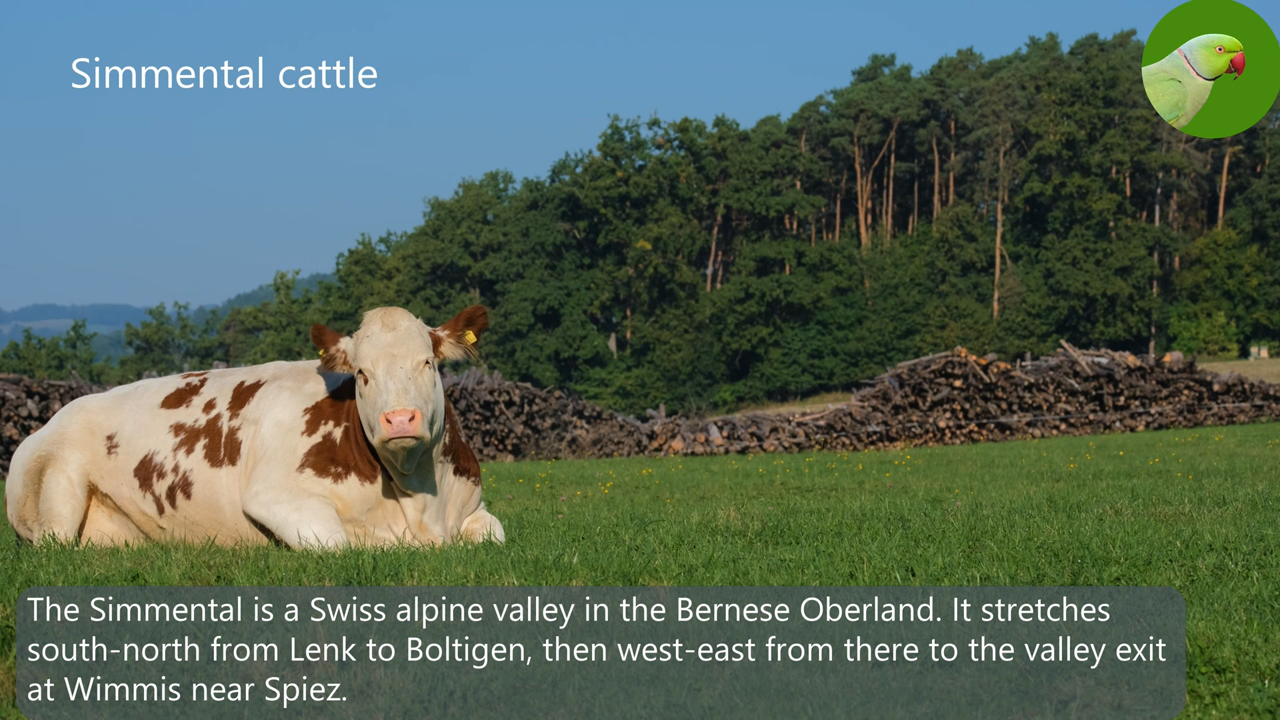 Simmental cattle
The Simmental is a Swiss alpine valley in the Bernese Oberland. It stretches
south-north from Lenk to Boltigen, then west-east from there to the valley exit
at Wimmis near Spiez.